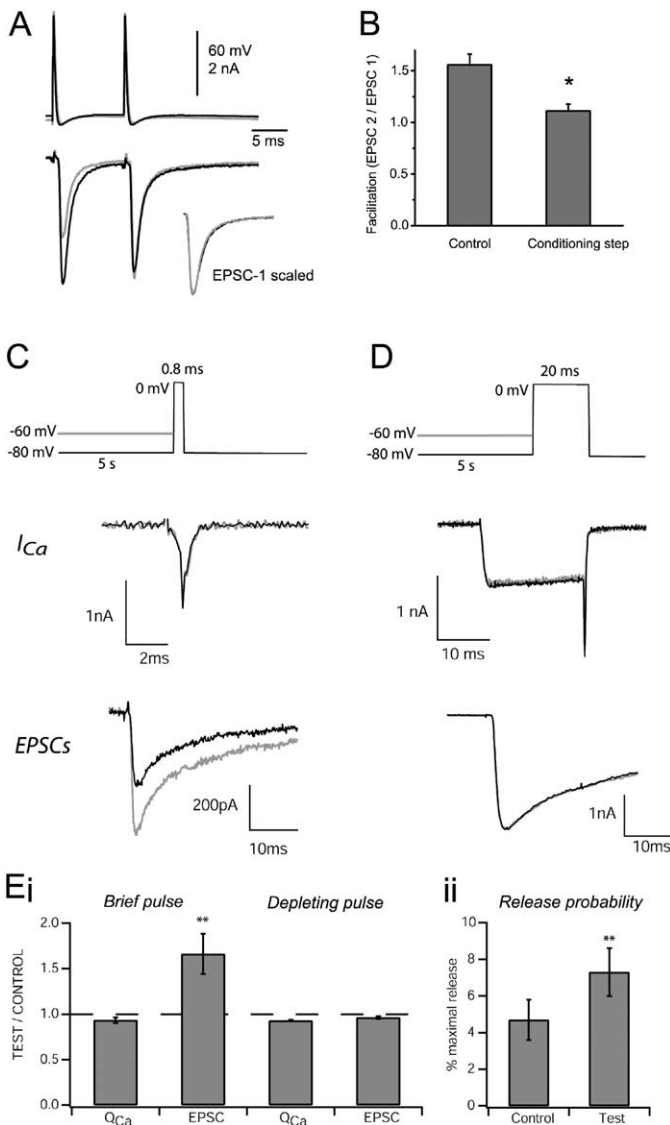 A
60 mV
2 nA
5 ms
EPSC-1 scaled
B
Facilitation (EPSC 2 / EPSC 1)
1.5
1.0
0.5
0.0
*
Control
Conditioning step
C
0.8 ms
0 mV
-60 mV
-80 mV
5 s
ICa
1nA
2ms
EPSCs
200pA
10ms
D
20 ms
0 mV
-60 mV
-80 mV
5 s
1 nA
10 ms
1nA
10ms
Ei
Brief pulse
Depleting pulse
**
TEST / CONTROL
2.0
1.5
1.0
0.5
0.0
QCa
EPSC
QCa
EPSC
ii
Release probability
**
% maximal release
10
8
6
4
2
0
Control
Test